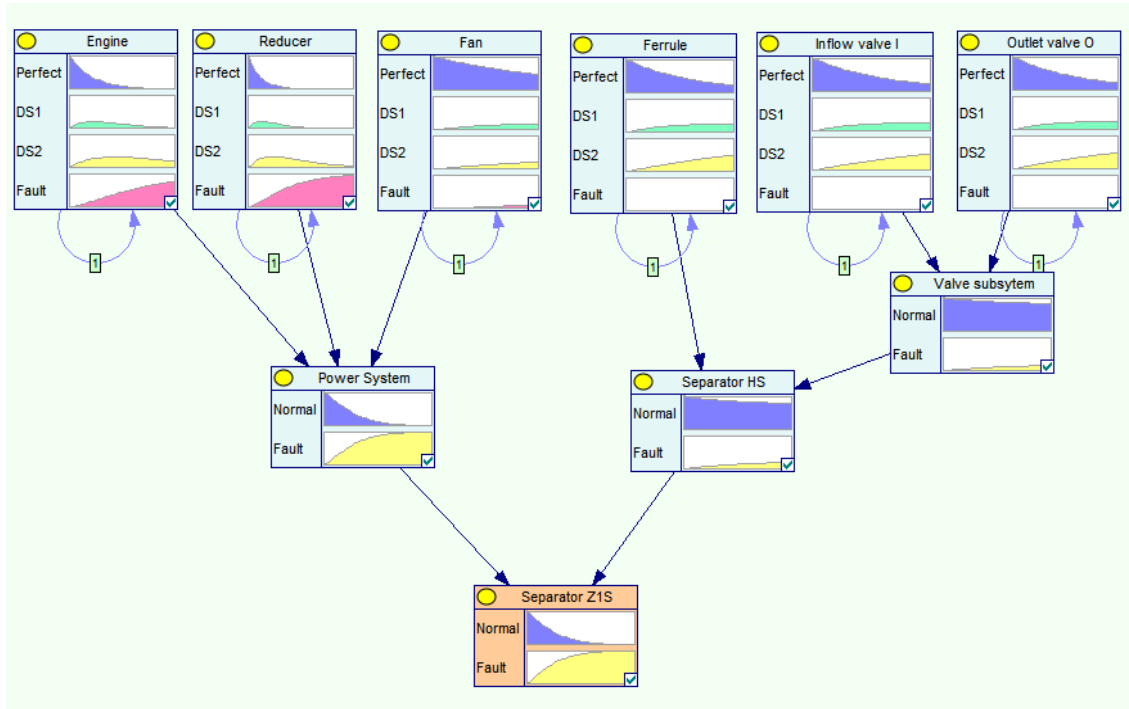 Engine
Perfect
DS1
DS2
Fault
1
Reducer
Perfect
DS1
DS2
Fault
1
Fan
Perfect
DS1
DS2
Fault
1
Ferrule
Perfect
DS1
DS2
Fault
1
Inflow valve I
Perfect
DS1
DS2
Fault
1
Outlet valve O
Perfect
DS1
DS2
Fault
1
Valve subsytem
Normal
Fault
Power System
Normal
Fault
Separator HS
Normal
Fault
Separator Z1S
Normal
Fault